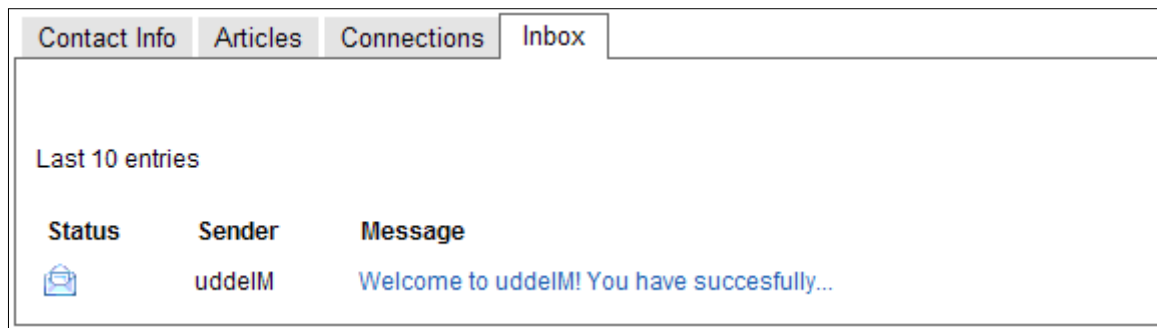 Contact Info Articles Connections Inbox
Last 10 entries
Status Sender Message
uddeIM Welcome to uddeIM! You have succesfully...